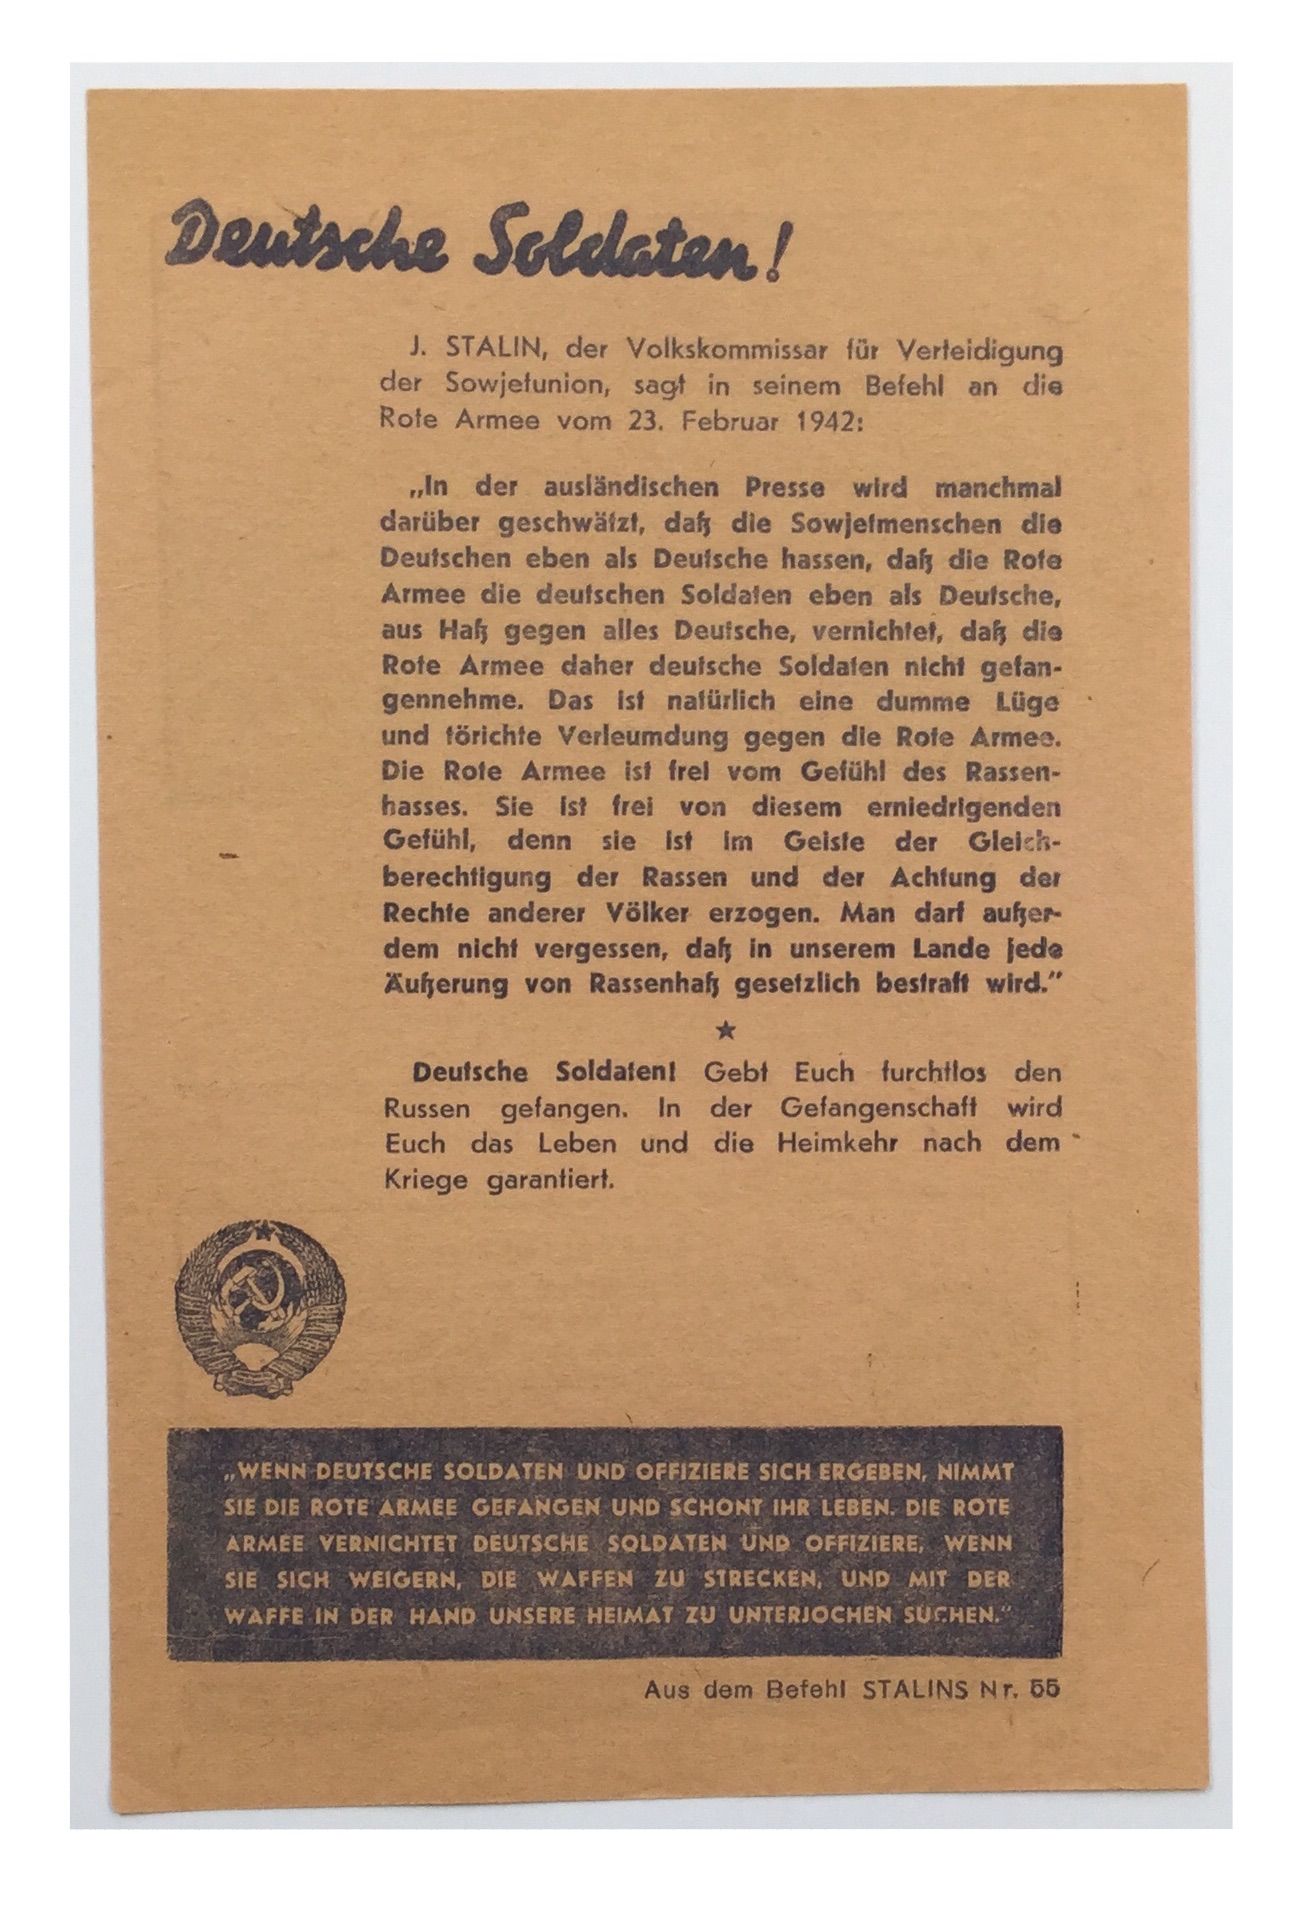 Deutsche Soldaten!
J. STALIN, der Volkskommissar für Verteidigung
der Sowjetunion, sagt in seinem Befehl an die
Rote Armee vom 23. Februar 1942:
„In der ausländischen Presse wird manchmal
darüber geschwätzt, daß die Sowjetmenschen die
Deutschen eben als Deutsche hassen, daß die Rote
Armee die deutschen Soldaten eben als Deutsche,
aus Haß gegen alles Deutsche, vernichtet, daß die
Rote Armee daher deutsche Soldaten nicht gefan-
gennehme. Das ist natürlich eine dumme Lüge
und törichte Verleumdung gegen die Rote Armee.
Die Rote Armee ist frei vom Gefühl des Rassen-
hasses. Sie ist frei von diesem erniedrigenden
Gefühl, denn sie ist im Geiste der Gleich-
berechtigung der Rassen und der Achtung der
Rechte anderer Völker erzogen. Man darf außer-
dem nicht vergessen, daß in unserem Lande jede
Äußerung von Rassenhaß gesetzlich bestraft wird.”
★
Deutsche Soldaten! Gebt Euch furchtlos den
Russen gefangen. In der Gefangenschaft wird
Euch das Leben und die Heimkehr nach dem
Kriege garantiert.
„WENN DEUTSCHE SOLDATEN UND OFFIZIERE SICH ERGEBEN, NIMMT
SIE DIE ROTE ARMEE GEFANGEN UND SCHONT IHR LEBEN. DIE ROTE
ARMEE VERNICHTET DEUTSCHE SOLDATEN UND OFFIZIERE, WENN
SIE SICH WEIGERN, DIE WAFFEN ZU STRECKEN, UND MIT DER
WAFFE IN DER HAND UNSERE HEIMAT ZU UNTERJOCHEN SUCHEN.”
Aus dem Befehl STALINS Nr. 55